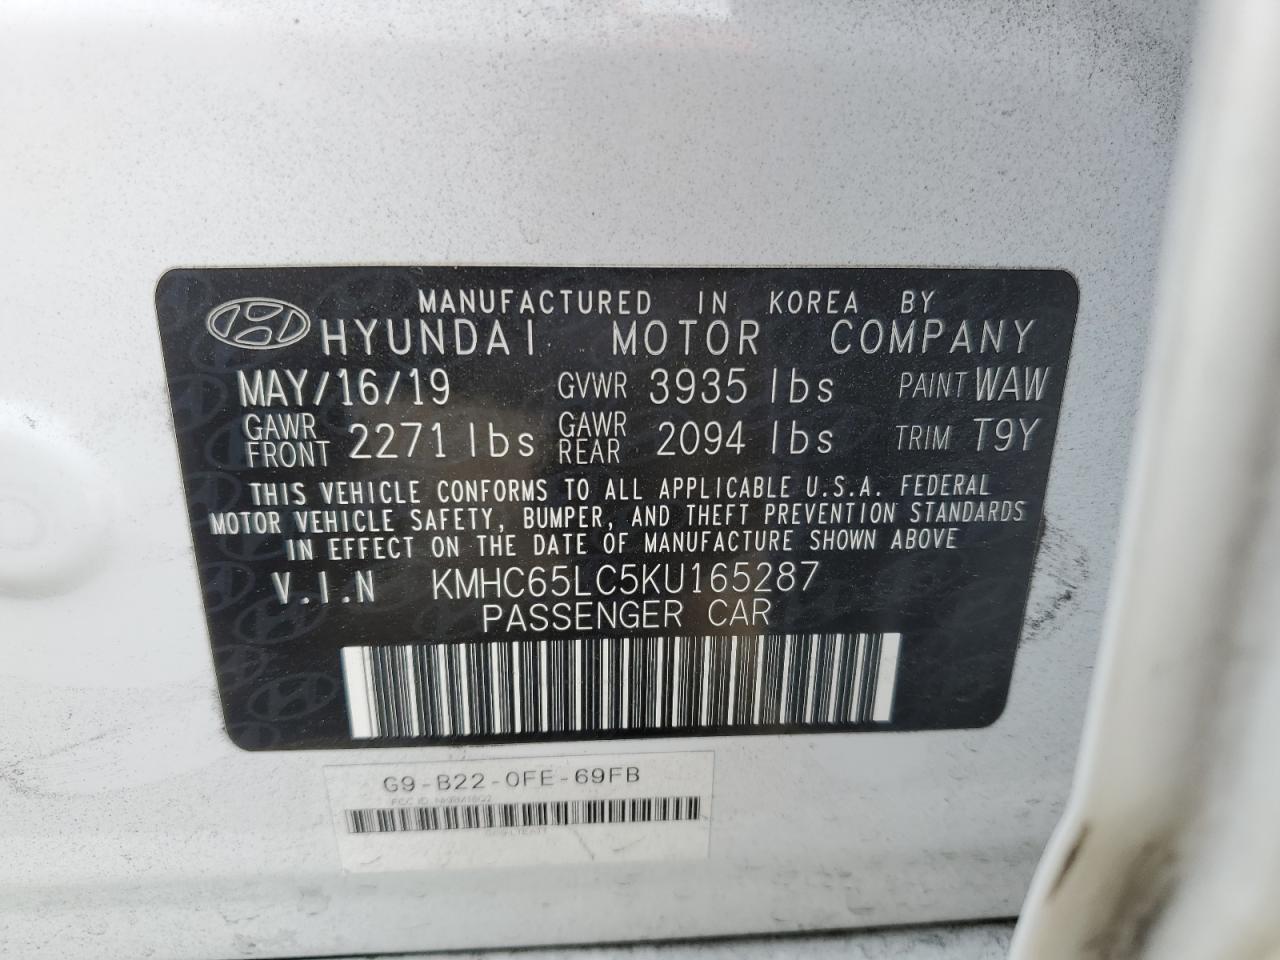 MANUFACTURED IN KOREA BY
HYUNDAI MOTOR COMPANY
MAY/16/19 GVWR 3935 lbs PAINT WAW
GAWR FRONT 2271 lbs GAWR REAR 2094 lbs TRIM T9Y
THIS VEHICLE CONFORMS TO ALL APPLICABLE U.S.A. FEDERAL
MOTOR VEHICLE SAFETY, BUMPER, AND THEFT PREVENTION STANDARDS
IN EFFECT ON THE DATE OF MANUFACTURE SHOWN ABOVE
V.I.N KMHC65LC5KU165287
PASSENGER CAR
G9-B22-0FE-69FB
FCC ID: